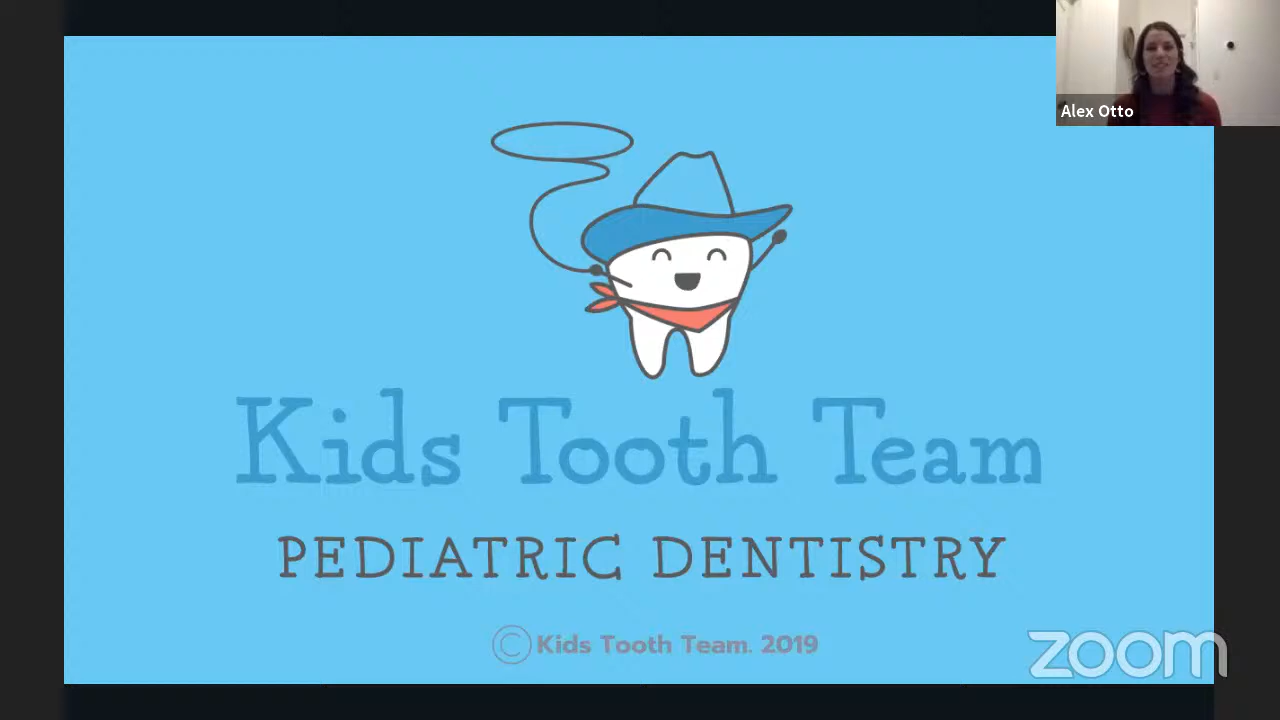 Alex Otto
Kids Tooth Team
PEDIATRIC DENTISTRY
©Kids Tooth Team. 2019
zoom